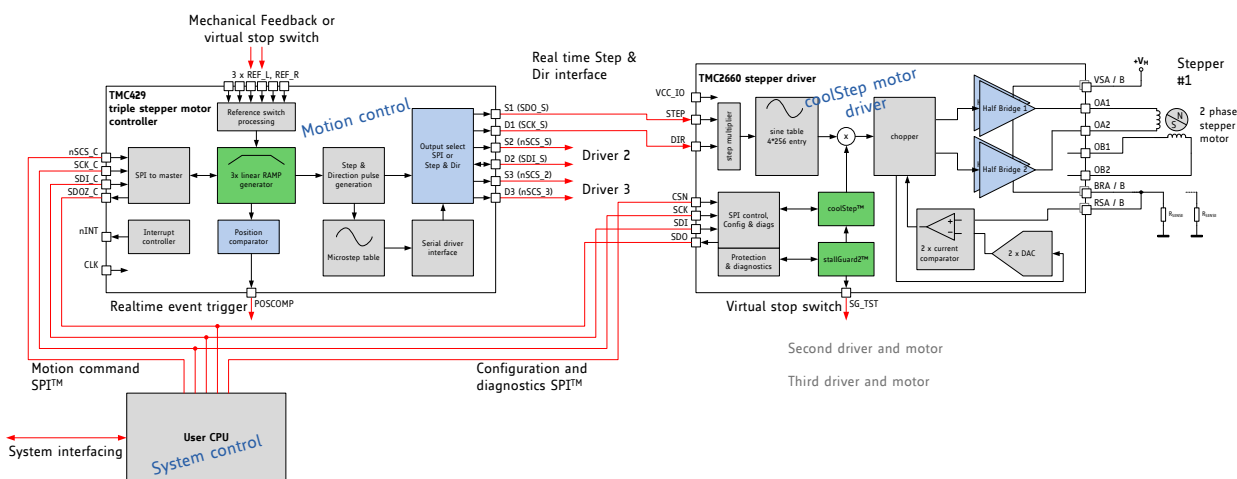 Mechanical Feedback or
virtual stop switch
3 x REF_L, REF_R
TMC429
triple stepper motor
controller
Reference switch
processing
Motion control
nSCS_C
SCK_C
SDI_C
SDOZ_C
nINT
CLK
SPI to master
3x linear RAMP
generator
Step &
Direction pulse
generation
Output select
SPI or
Step & Dir
Interrupt
controller
Position
comparator
Microstep table
Serial driver
interface
S1 (SDO_S)
D1 (SCK_S)
S2 (nSCS_S)
D2 (SDI_S)
S3 (nSCS_2)
D3 (nSCS_3)
Driver 2
Driver 3
Realtime event trigger
POSCOMP
Real time Step &
Dir interface
TMC2660 stepper driver
coolStep motor
driver
VCC_IO
STEP
DIR
CSN
SCK
SDI
SDO
step multiplier
sine table
4*256 entry
x
chopper
Half Bridge 1
Half Bridge 2
+VM
VSA / B
OA1
OA2
OB1
OB2
BRA / B
RSA / B
Stepper
#1
N
S
2 phase
stepper
motor
RSENSE
RSENSE
SPI control,
Config & diags
Protection
& diagnostics
coolStep™
stallGuard2™
2 x current
comparator
2 x DAC
Virtual stop switch
SG_TST
Second driver and motor
Third driver and motor
Motion command
SPI™
Configuration and
diagnostics SPI™
User CPU
System control
System interfacing